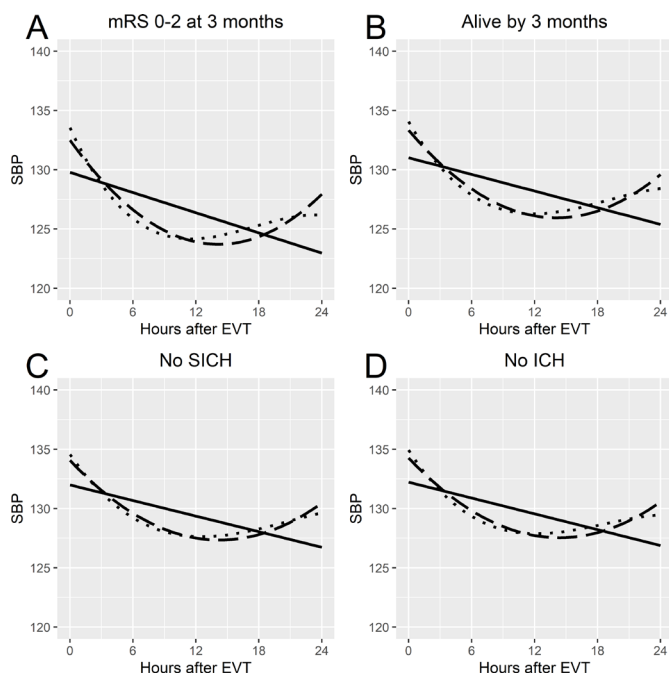 A
mRS 0-2 at 3 months
140
135
130
125
120
SBP
0 6 12 18 24
Hours after EVT
B
Alive by 3 months
140
135
130
125
120
SBP
0 6 12 18 24
Hours after EVT
C
No SICH
140
135
130
125
120
SBP
0 6 12 18 24
Hours after EVT
D
No ICH
140
135
130
125
120
SBP
0 6 12 18 24
Hours after EVT